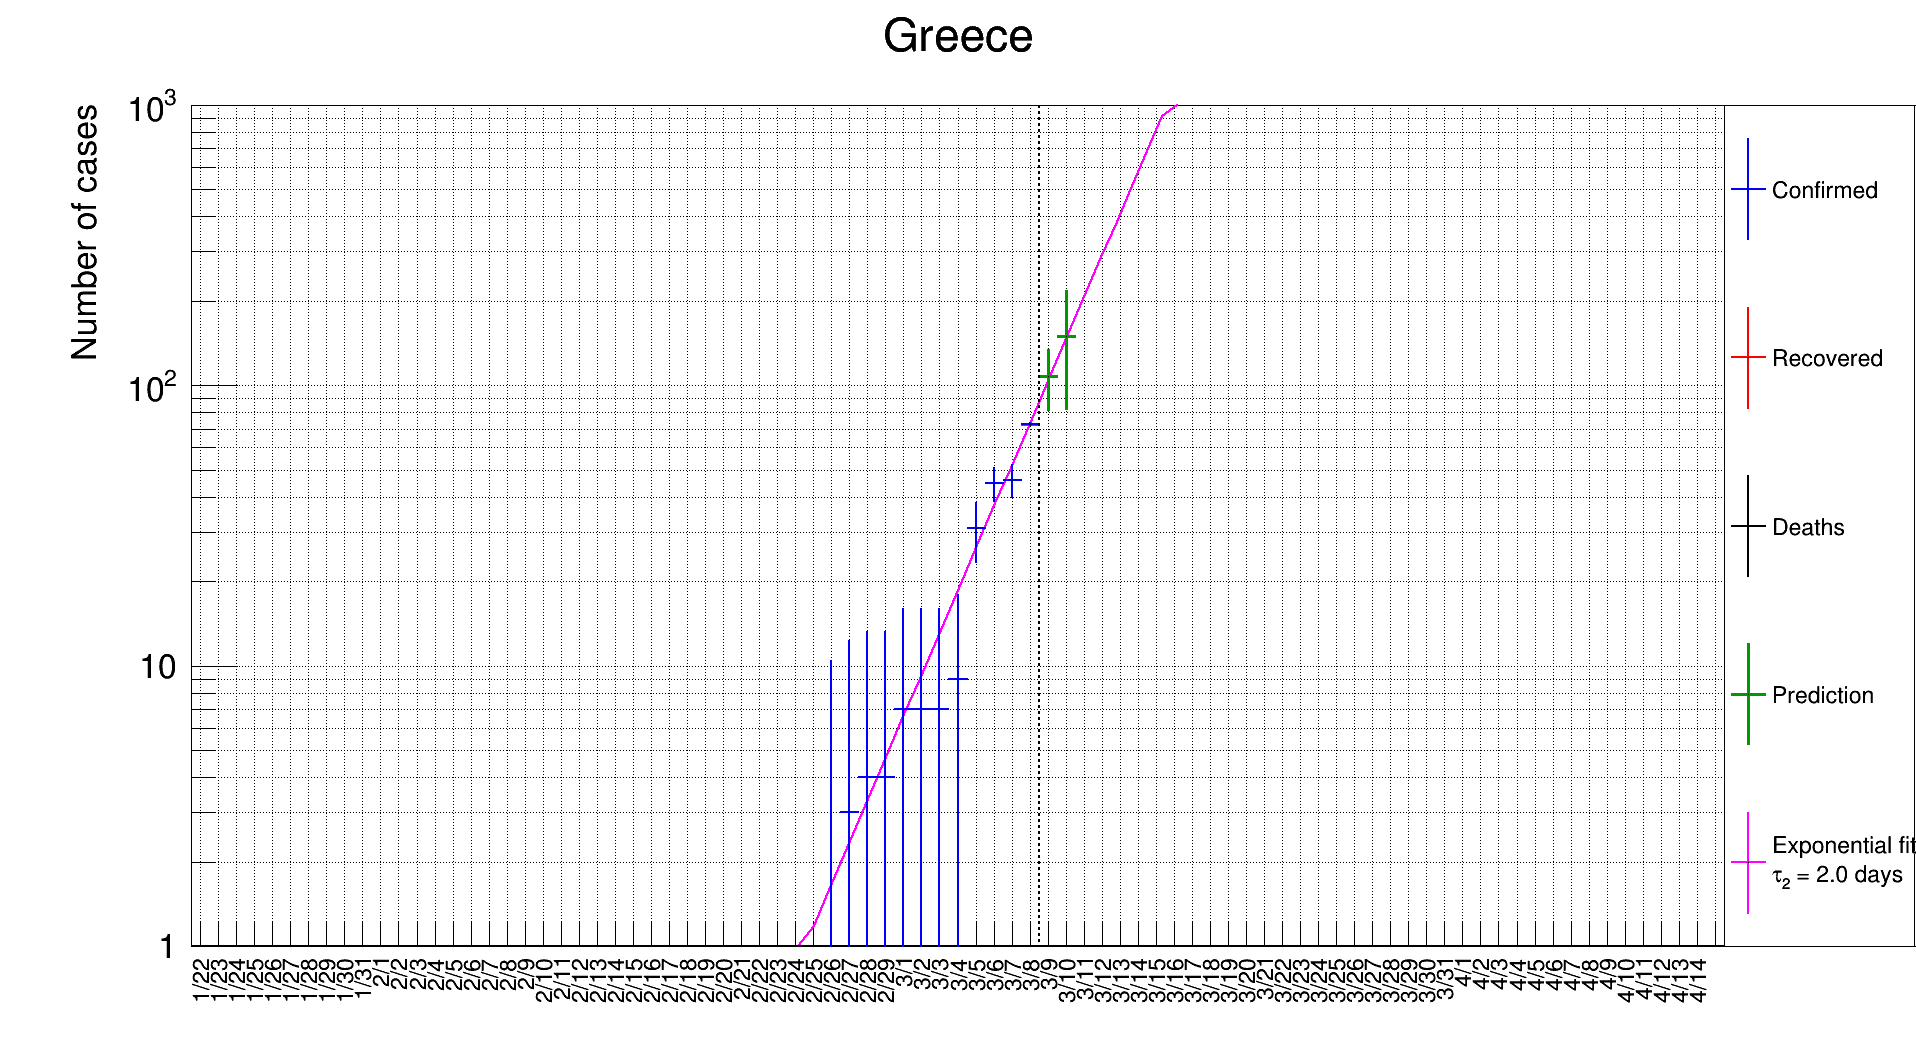 Greece
Number of cases
10³
10²
10
1
1/22 1/23 1/24 1/25 1/26 1/27 1/28 1/29 1/30 1/31 2/1 2/2 2/3 2/4 2/5 2/6 2/7 2/8 2/9 2/10 2/11 2/12 2/13 2/14 2/15 2/16 2/17 2/18 2/19 2/20 2/21 2/22 2/23 2/24 2/25 2/26 2/27 2/28 2/29 3/1 3/2 3/3 3/4 3/5 3/6 3/7 3/8 3/9 3/10 3/11 3/12 3/13 3/14 3/15 3/16 3/17 3/18 3/19 3/20 3/21 3/22 3/23 3/24 3/25 3/26 3/27 3/28 3/29 3/30 3/31 4/1 4/2 4/3 4/4 4/5 4/6 4/7 4/8 4/9 4/10 4/11 4/12 4/13 4/14
Confirmed
Recovered
Deaths
Prediction
Exponential fit
τ₂ = 2.0 days